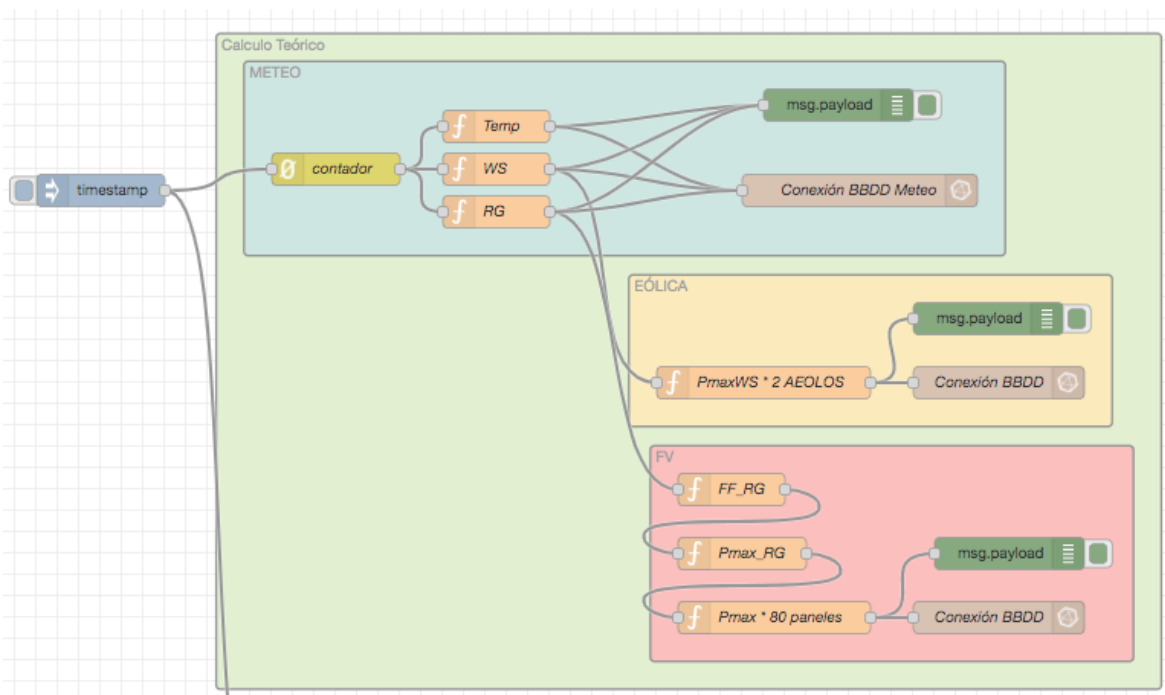 Calculo Teórico
METEO
msg.payload
Temp
contador
WS
timestamp
Conexión BBDD Meteo
RG
EÓLICA
msg.payload
PmaxWS * 2 AEOLOS
Conexión BBDD
FV
FF_RG
Pmax_RG
msg.payload
Pmax * 80 paneles
Conexión BBDD